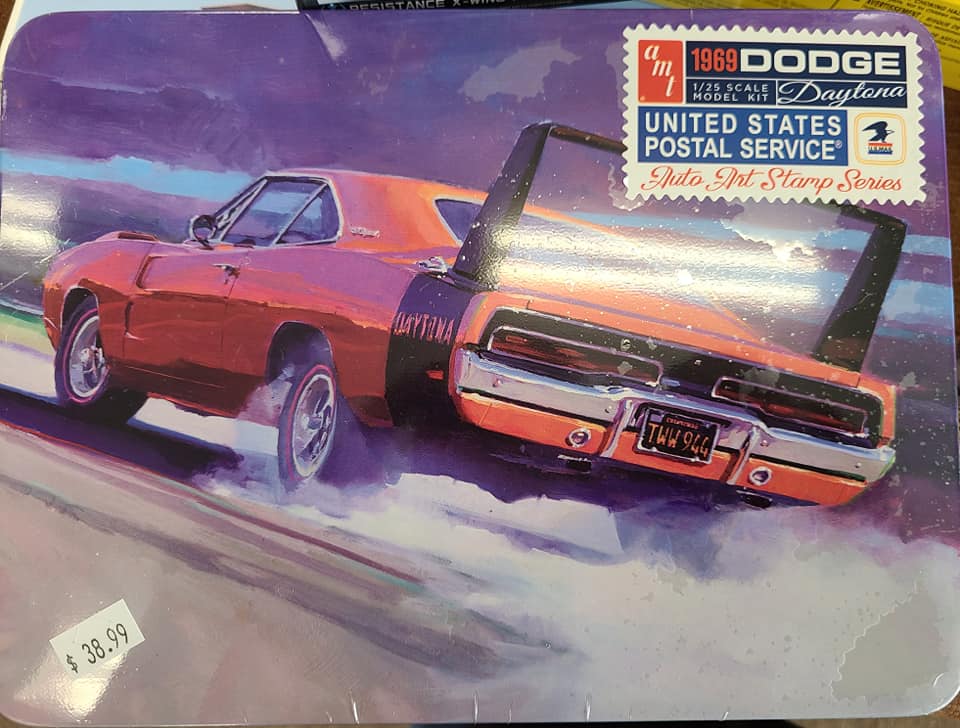 RESISTANCE X-WING
amt
1969 DODGE
1/25 SCALE
MODEL KIT
Daytona
UNITED STATES
POSTAL SERVICE®
U.S.MAIL
Auto Art Stamp Series
DAYTONA
TWW 944
$ 38.99